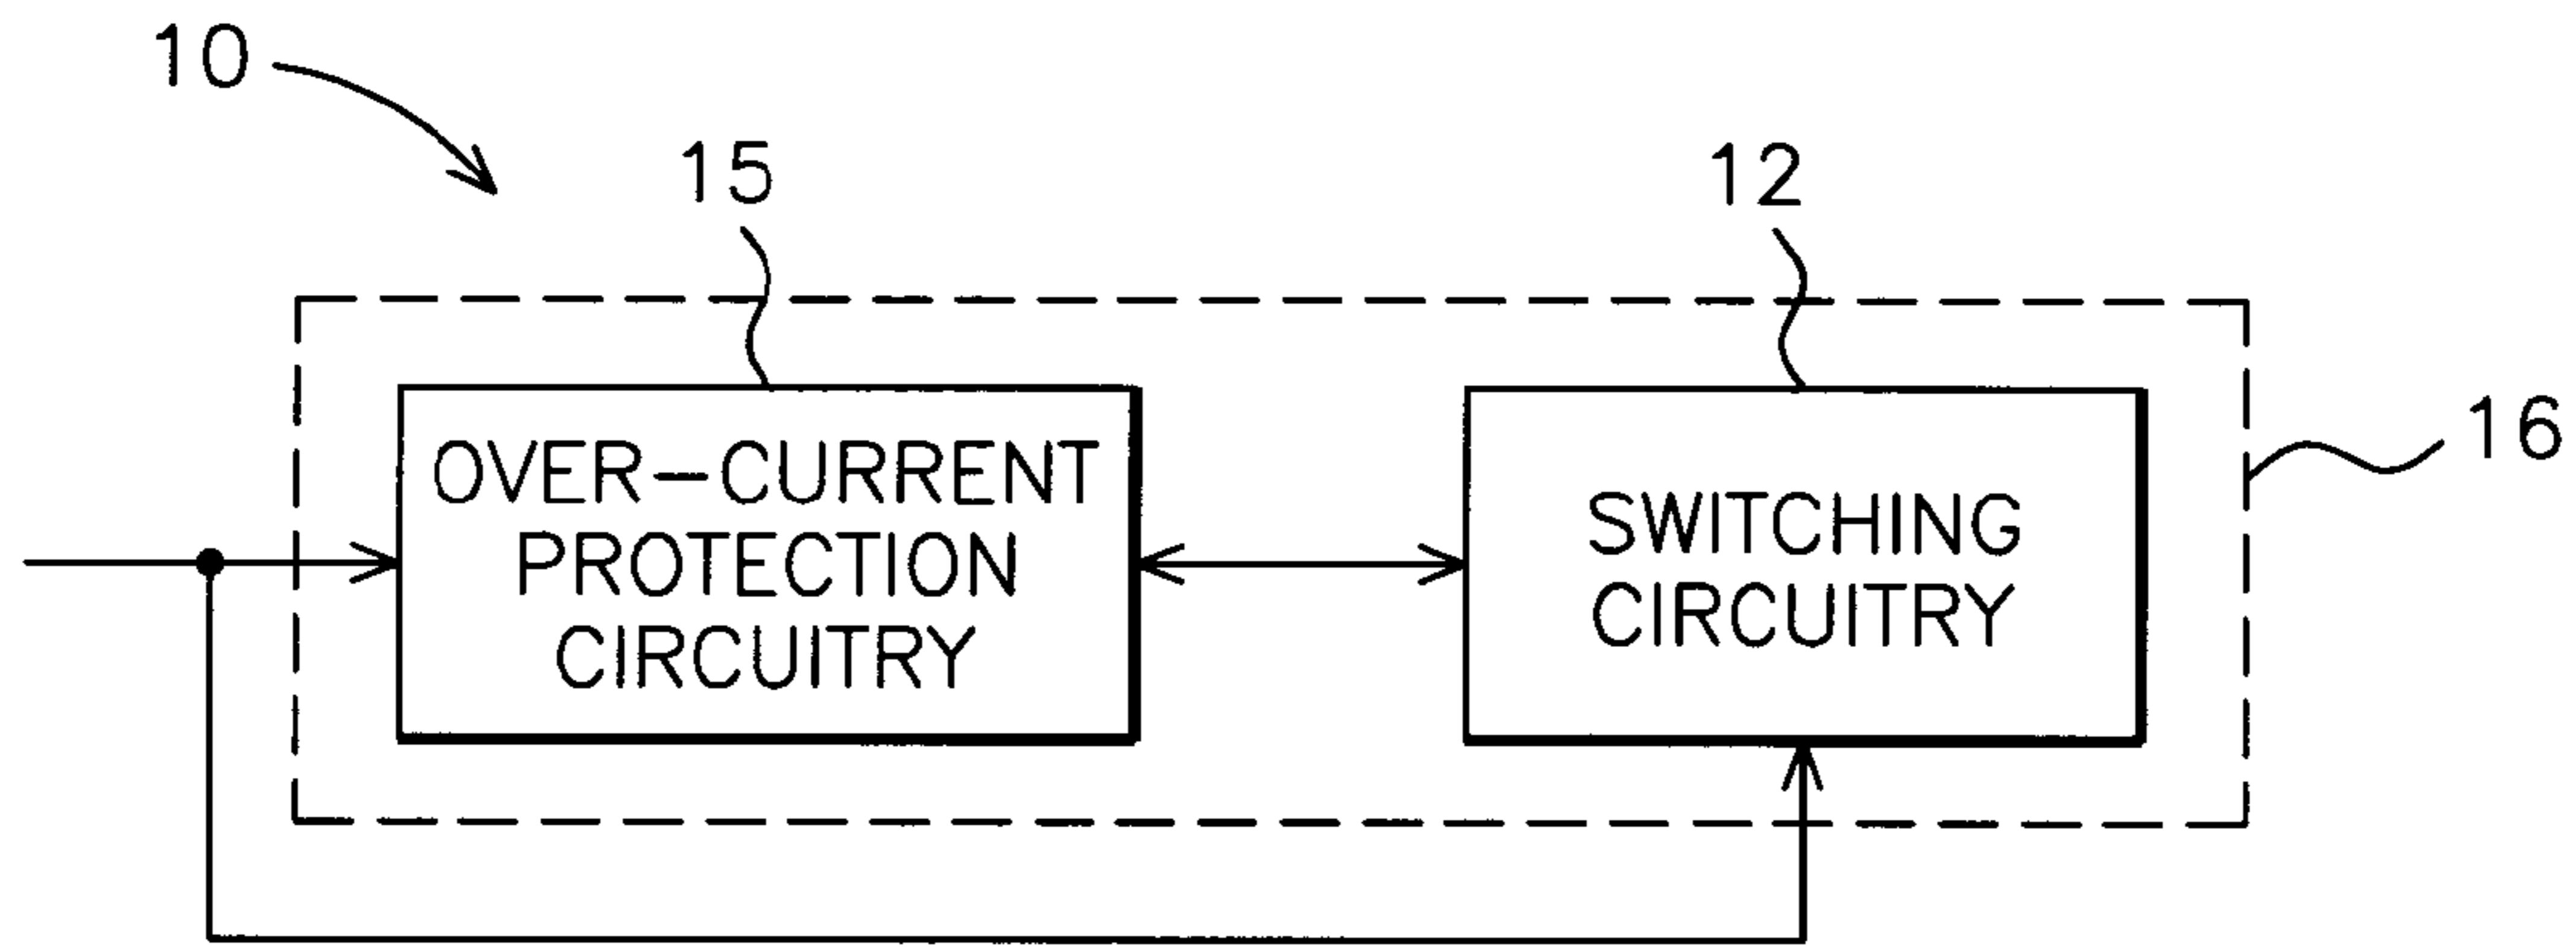 10
15
12
16
OVER-CURRENT
PROTECTION
CIRCUITRY
SWITCHING
CIRCUITRY